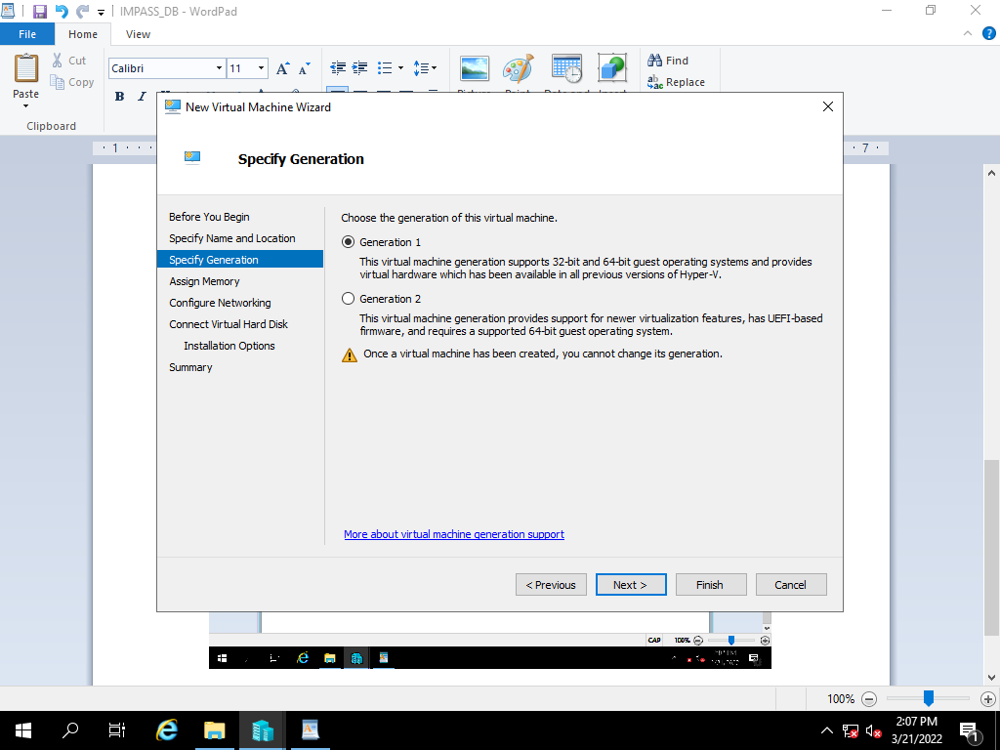 IMPASS_DB - WordPad
File
Home
View
Paste
Cut
Copy
Clipboard
Calibri
11
B
I
Find
Replace
1
7
New Virtual Machine Wizard
Specify Generation
Before You Begin
Specify Name and Location
Specify Generation
Assign Memory
Configure Networking
Connect Virtual Hard Disk
Installation Options
Summary
Choose the generation of this virtual machine.
Generation 1
This virtual machine generation supports 32-bit and 64-bit guest operating systems and provides
virtual hardware which has been available in all previous versions of Hyper-V.
Generation 2
This virtual machine generation provides support for newer virtualization features, has UEFI-based
firmware, and requires a supported 64-bit guest operating system.
Once a virtual machine has been created, you cannot change its generation.
More about virtual machine generation support
< Previous
Next >
Finish
Cancel
CAP
100%
100%
2:07 PM
3/21/2022
1